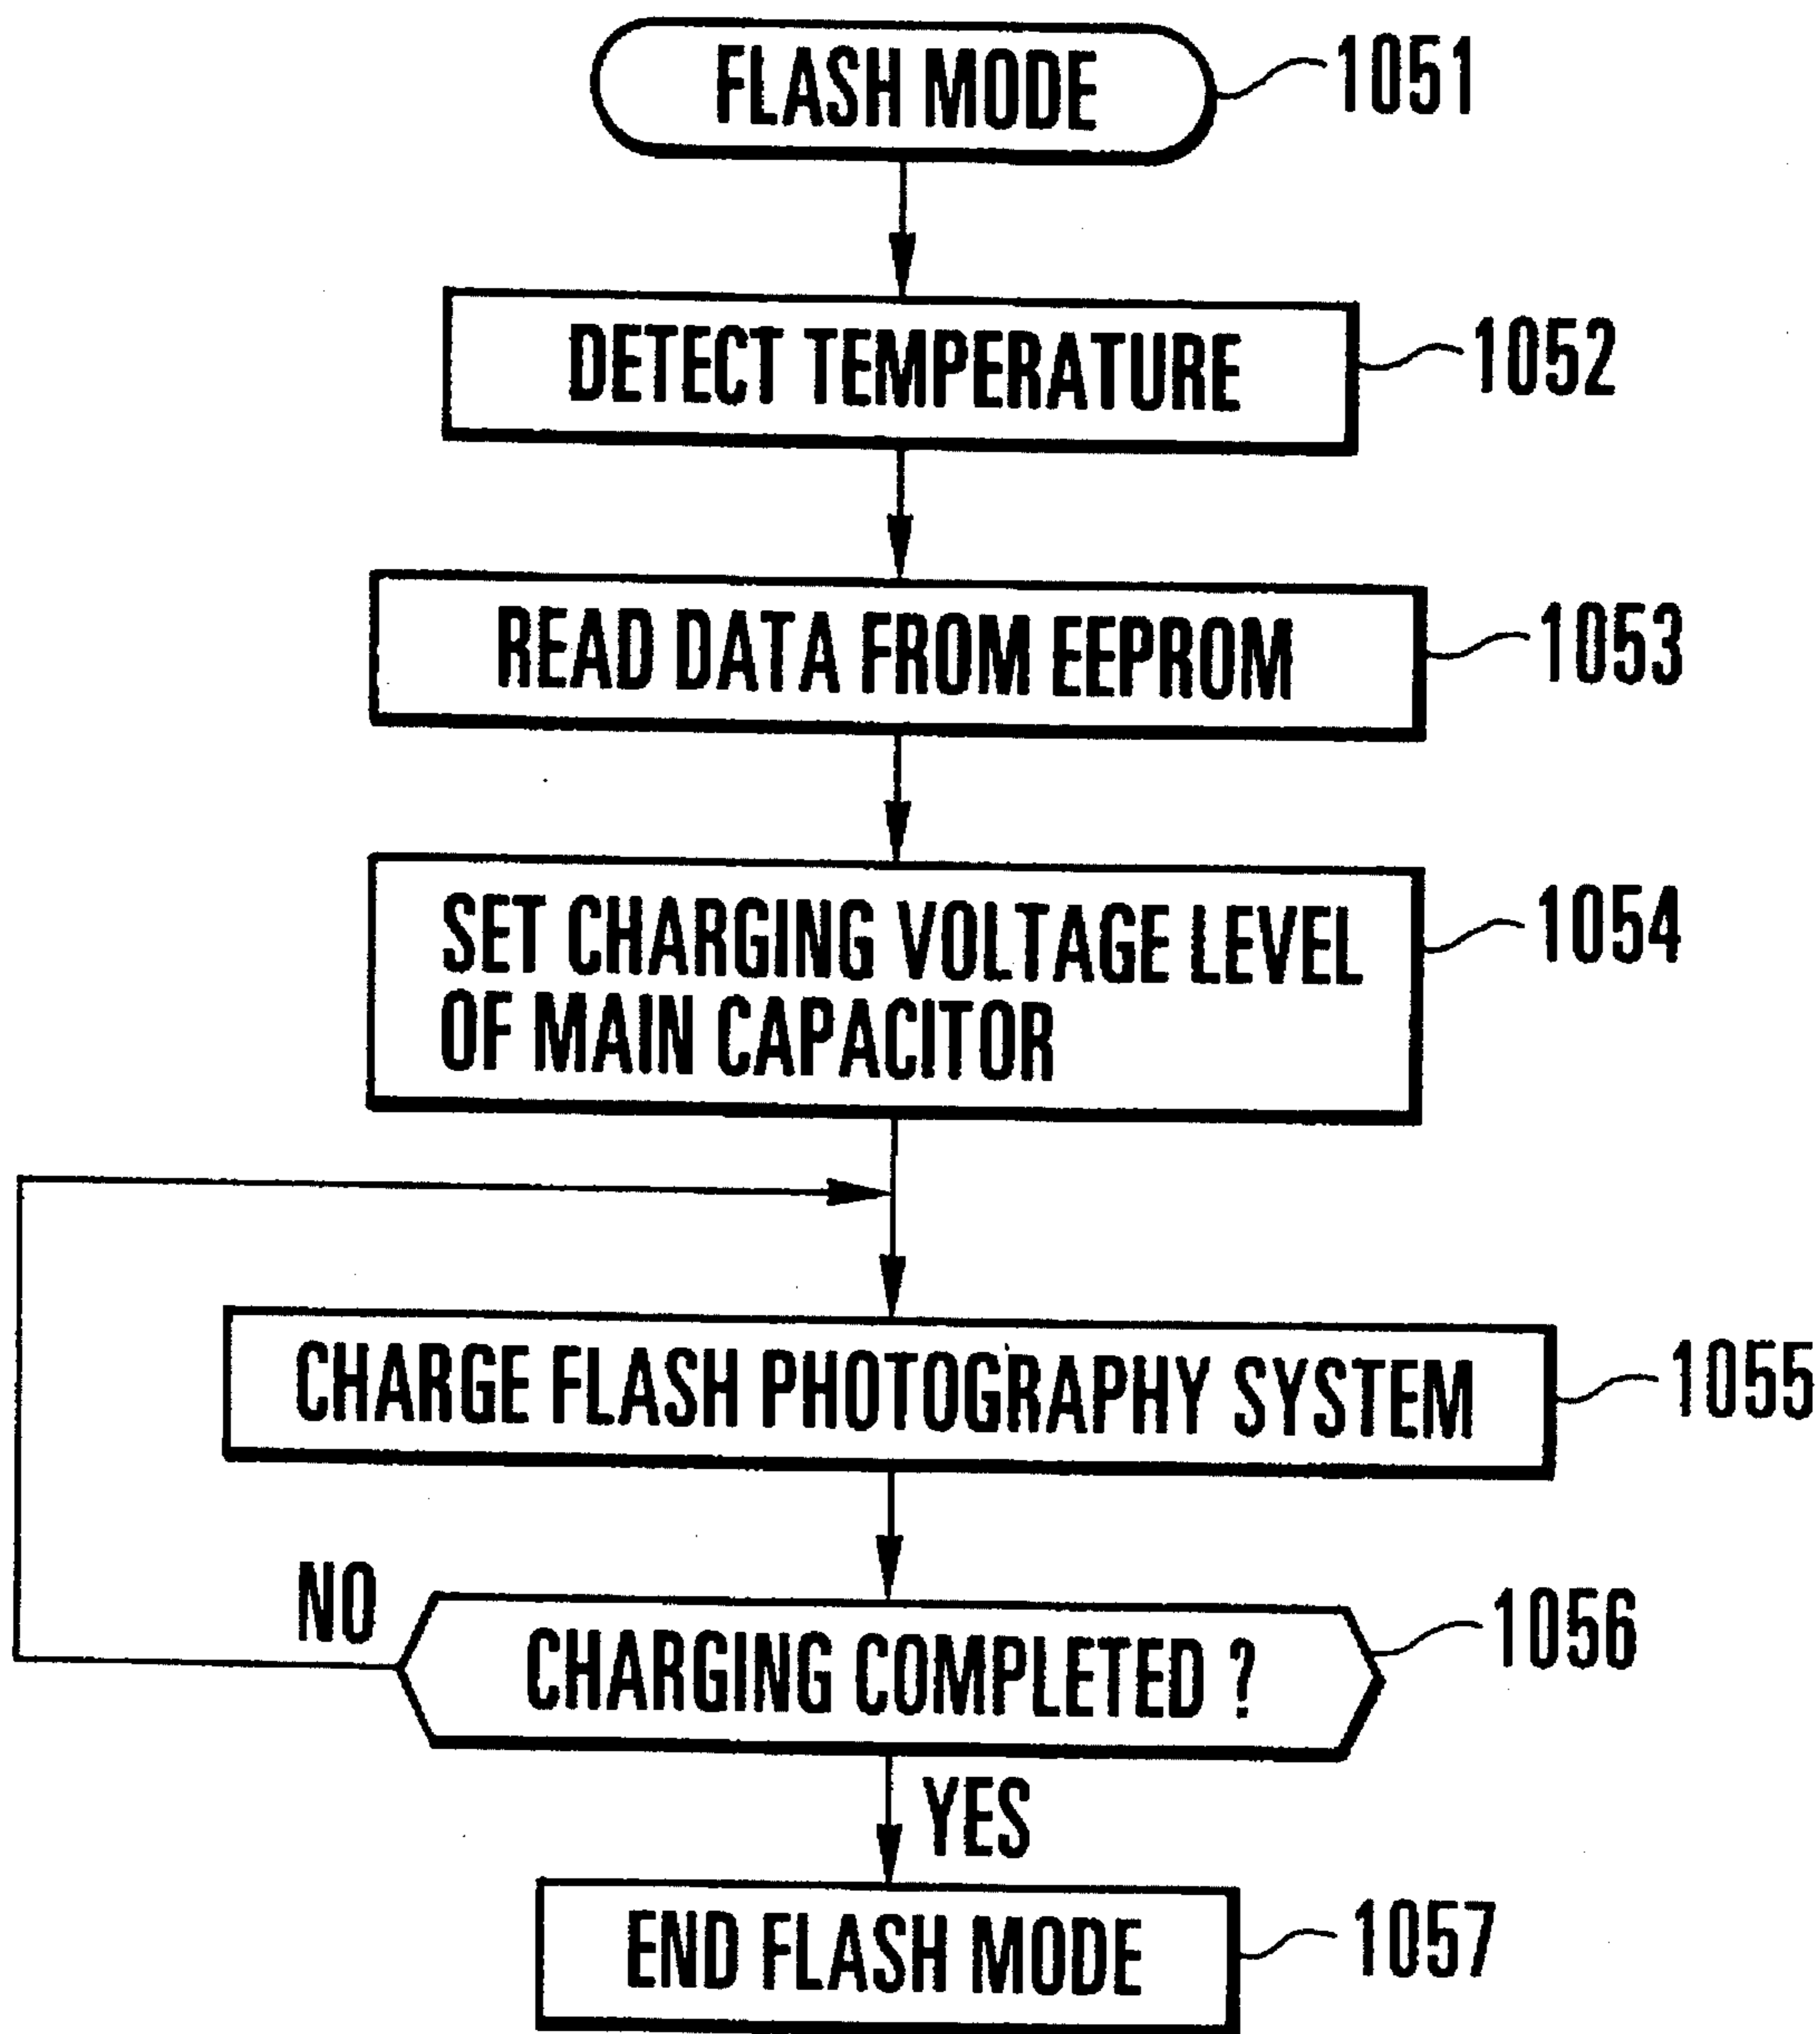 FLASH MODE
1051
DETECT TEMPERATURE
1052
READ DATA FROM EEPROM
1053
SET CHARGING VOLTAGE LEVEL
OF MAIN CAPACITOR
1054
CHARGE FLASH PHOTOGRAPHY SYSTEM
1055
NO
CHARGING COMPLETED ?
1056
YES
END FLASH MODE
1057